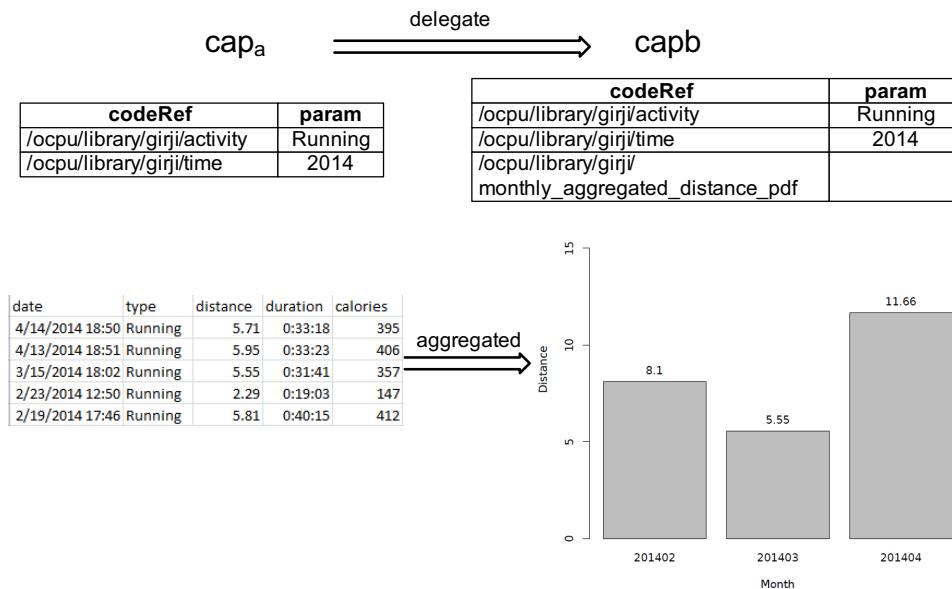 delegate
capₐ
capb
codeRef param
/ocpu/library/girji/activity Running
/ocpu/library/girji/time 2014
codeRef param
/ocpu/library/girji/activity Running
/ocpu/library/girji/time 2014
/ocpu/library/girji/
monthly_aggregated_distance_pdf
date type distance duration calories
4/14/2014 18:50 Running 5.71 0:33:18 395
4/13/2014 18:51 Running 5.95 0:33:23 406
3/15/2014 18:02 Running 5.55 0:31:41 357
2/23/2014 12:50 Running 2.29 0:19:03 147
2/19/2014 17:46 Running 5.81 0:40:15 412
aggregated
15
10
5
0
Distance
8.1
5.55
11.66
201402
201403
201404
Month